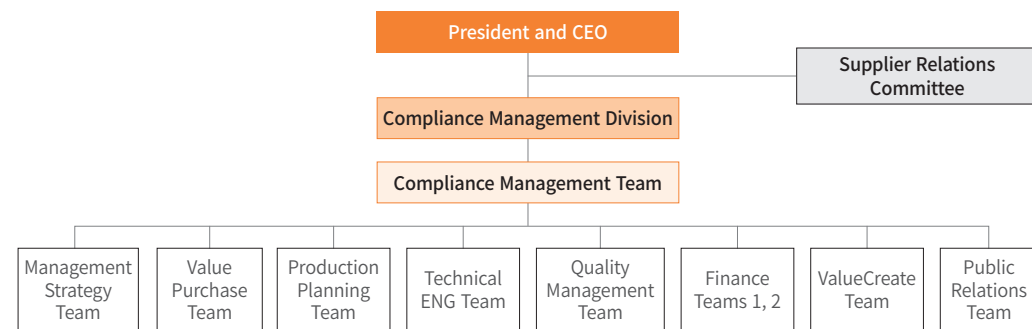 President and CEO
Supplier Relations
Committee
Compliance Management Division
Compliance Management Team
Management
Strategy
Team
Value
Purchase
Team
Production
Planning
Team
Technical
ENG Team
Quality
Management
Team
Finance
Teams 1, 2
ValueCreate
Team
Public
Relations
Team